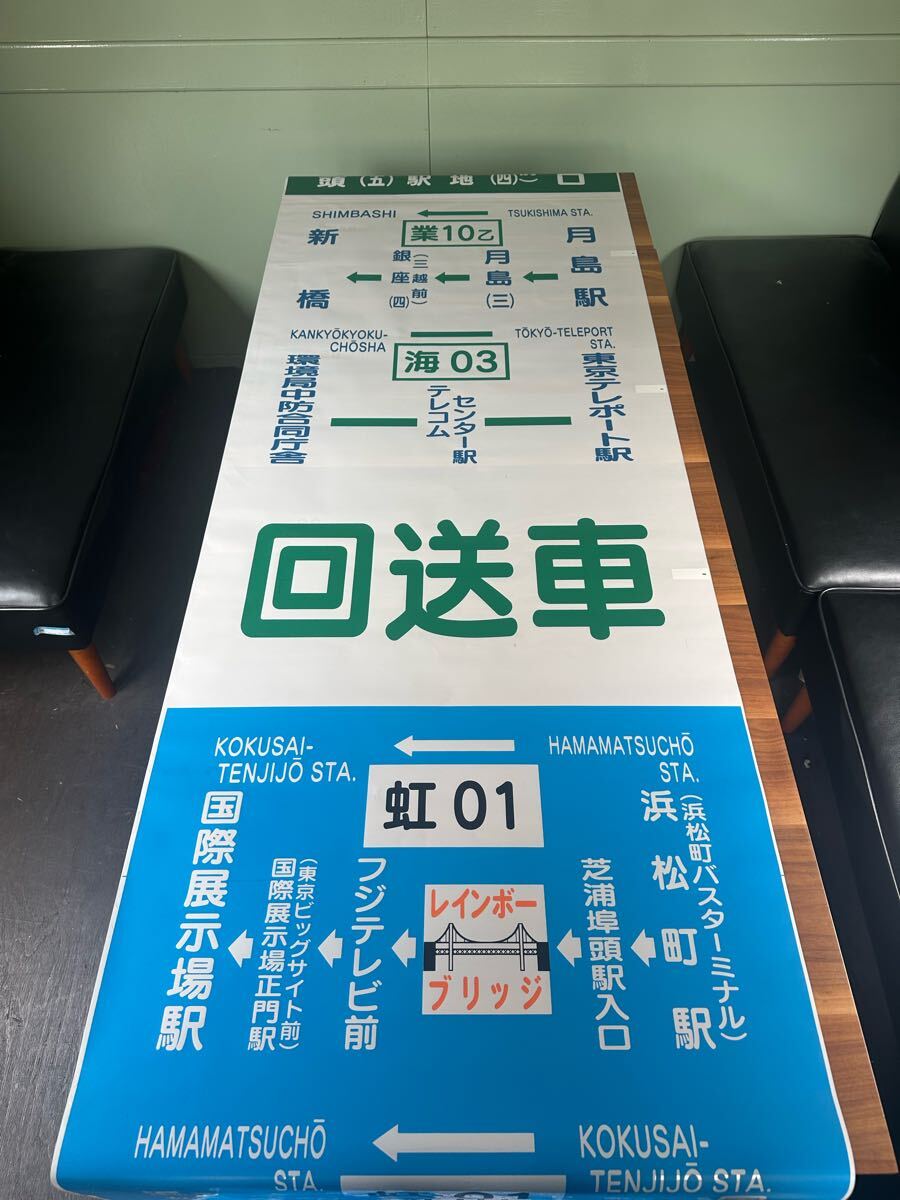 頭(五)駅 地(四) 口
SHIMBASHI ← TSUKISHIMA STA.
業10乙
月島駅
←
月島(三)
←
銀座(四)
(三越前)
←
新橋
KANKYŌKYOKU-
CHŌSHA
TŌKYŌ-TELEPORT
STA.
海03
東京テレポート駅
テレコム
センター駅
環境局中防合同庁舎
回送車
KOKUSAI-
TENJIJŌ STA.
←
HAMAMATSUCHŌ
STA.
虹01
浜松町駅
(浜松町バスターミナル)
←
芝浦埠頭駅入口
←
レインボー
ブリッジ
←
フジテレビ前
←
(東京ビッグサイト前)
国際展示場正門駅
←
国際展示場駅
HAMAMATSUCHŌ
STA.
←
KOKUSAI-
TENJIJŌ STA.